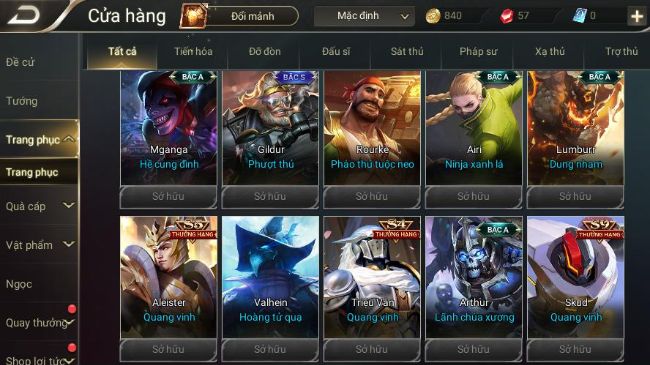 Cửa hàng
Đổi mảnh
Mặc định
840
57
0
Tất cả
Tiến hóa
Đỡ đòn
Đấu sĩ
Sát thủ
Pháp sư
Xạ thủ
Trợ thủ
Đề cử
Tướng
Trang phục
Trang phục
Quà cáp
Vật phẩm
Ngọc
Quay thưởng
Shop lợi tức
BẬC A
Mganga
Hề cung đình
Sở hữu
BẬC S
Gildur
Phượt thủ
Sở hữu
Rourke
Pháo thủ tuộc neo
Sở hữu
BẬC A
Airi
Ninja xanh lá
Sở hữu
BẬC A
Lumburr
Dung nham
Sở hữu
S5
THƯỞNG HẠNG
Aleister
Quang vinh
Sở hữu
Valhein
Hoàng tử quạ
Sở hữu
S4
THƯỞNG HẠNG
Triệu Vân
Quang vinh
Sở hữu
BẬC A
Arthur
Lãnh chúa xương
Sở hữu
S9
THƯỞNG HẠNG
Skud
Quang vinh
Sở hữu